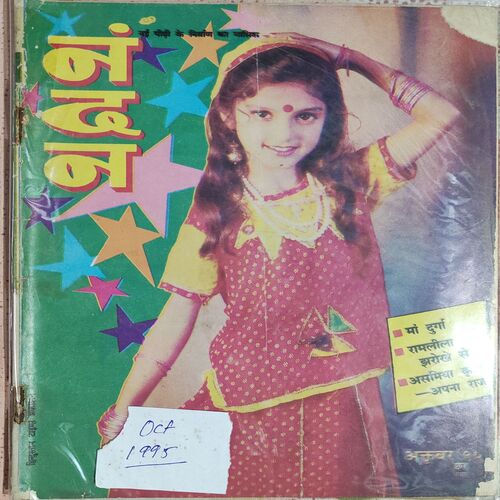 नई पीढ़ी के निर्माण का मासिक
नंदन
मां दुर्गा
रामलीला
झरोखे से
असमिया
—अपना राज
अक्तूबर
Oct
1995